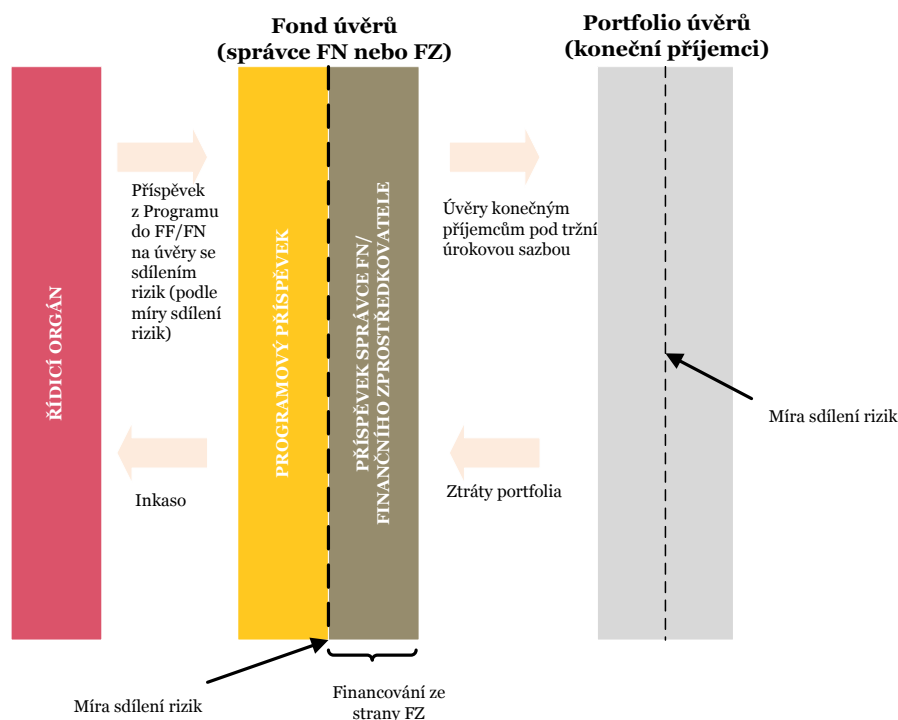 Fond úvěrů
(správce FN nebo FZ)
Portfolio úvěrů
(koneční příjemci)
ŘÍDICÍ ORGÁN
Příspěvek
z Programu
do FF/FN
na úvěry se
sdílením
rizik (podle
míry sdílení
rizik)
Inkaso
PROGRAMOVÝ PŘÍSPĚVEK
PŘÍSPĚVEK SPRÁVCE FN/
FINANČNÍHO ZPROSTŘEDKOVATELE
Úvěry konečným
příjemcům pod tržní
úrokovou sazbou
Ztráty portfolia
Míra sdílení rizik
Míra sdílení rizik
Financování ze
strany FZ